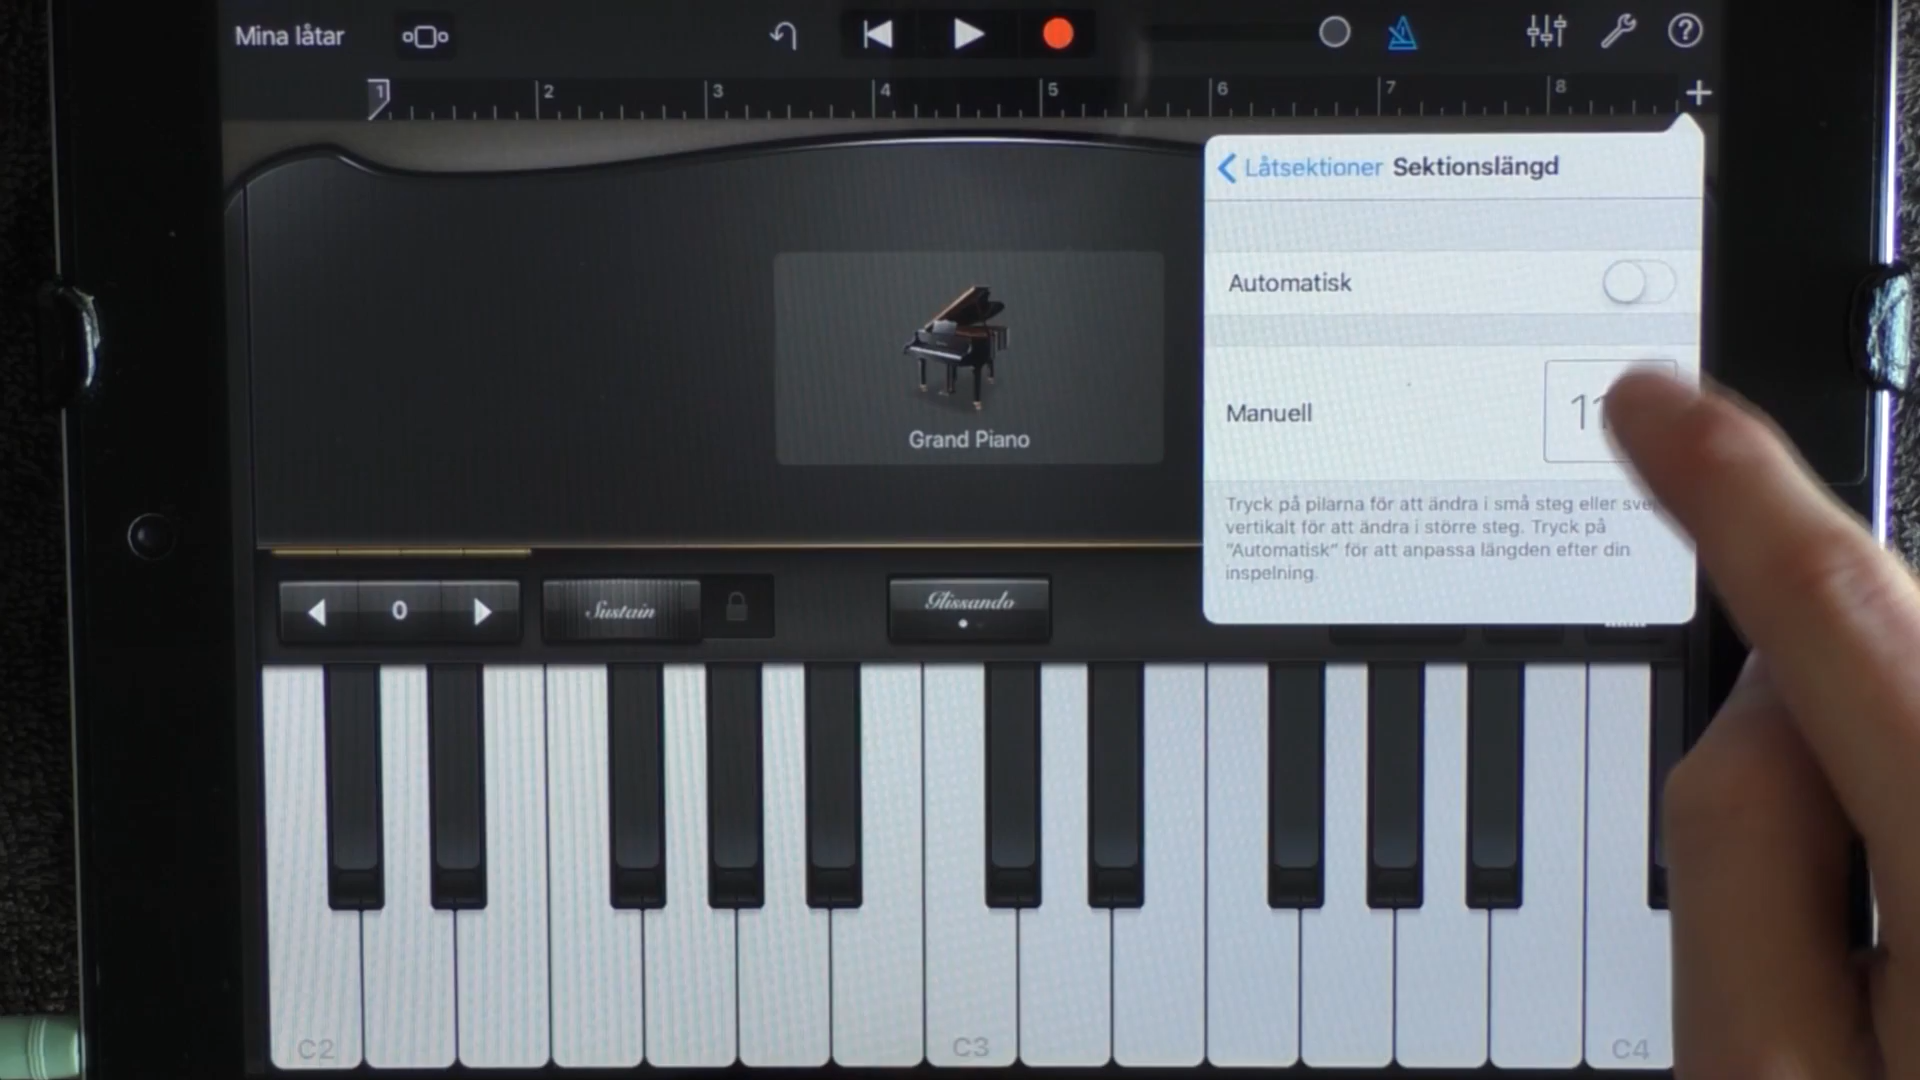 Mina låtar
1 2 3 4 5 6 7 8
Låtsektioner Sektionslängd
Automatisk
Manuell
Tryck på pilarna för att ändra i små steg eller
vertikalt för att ändra i större steg. Tryck på
"Automatisk" för att anpassa längden efter din
inspelning.
Grand Piano
0 Sustain Glissando
C2 C3 C4